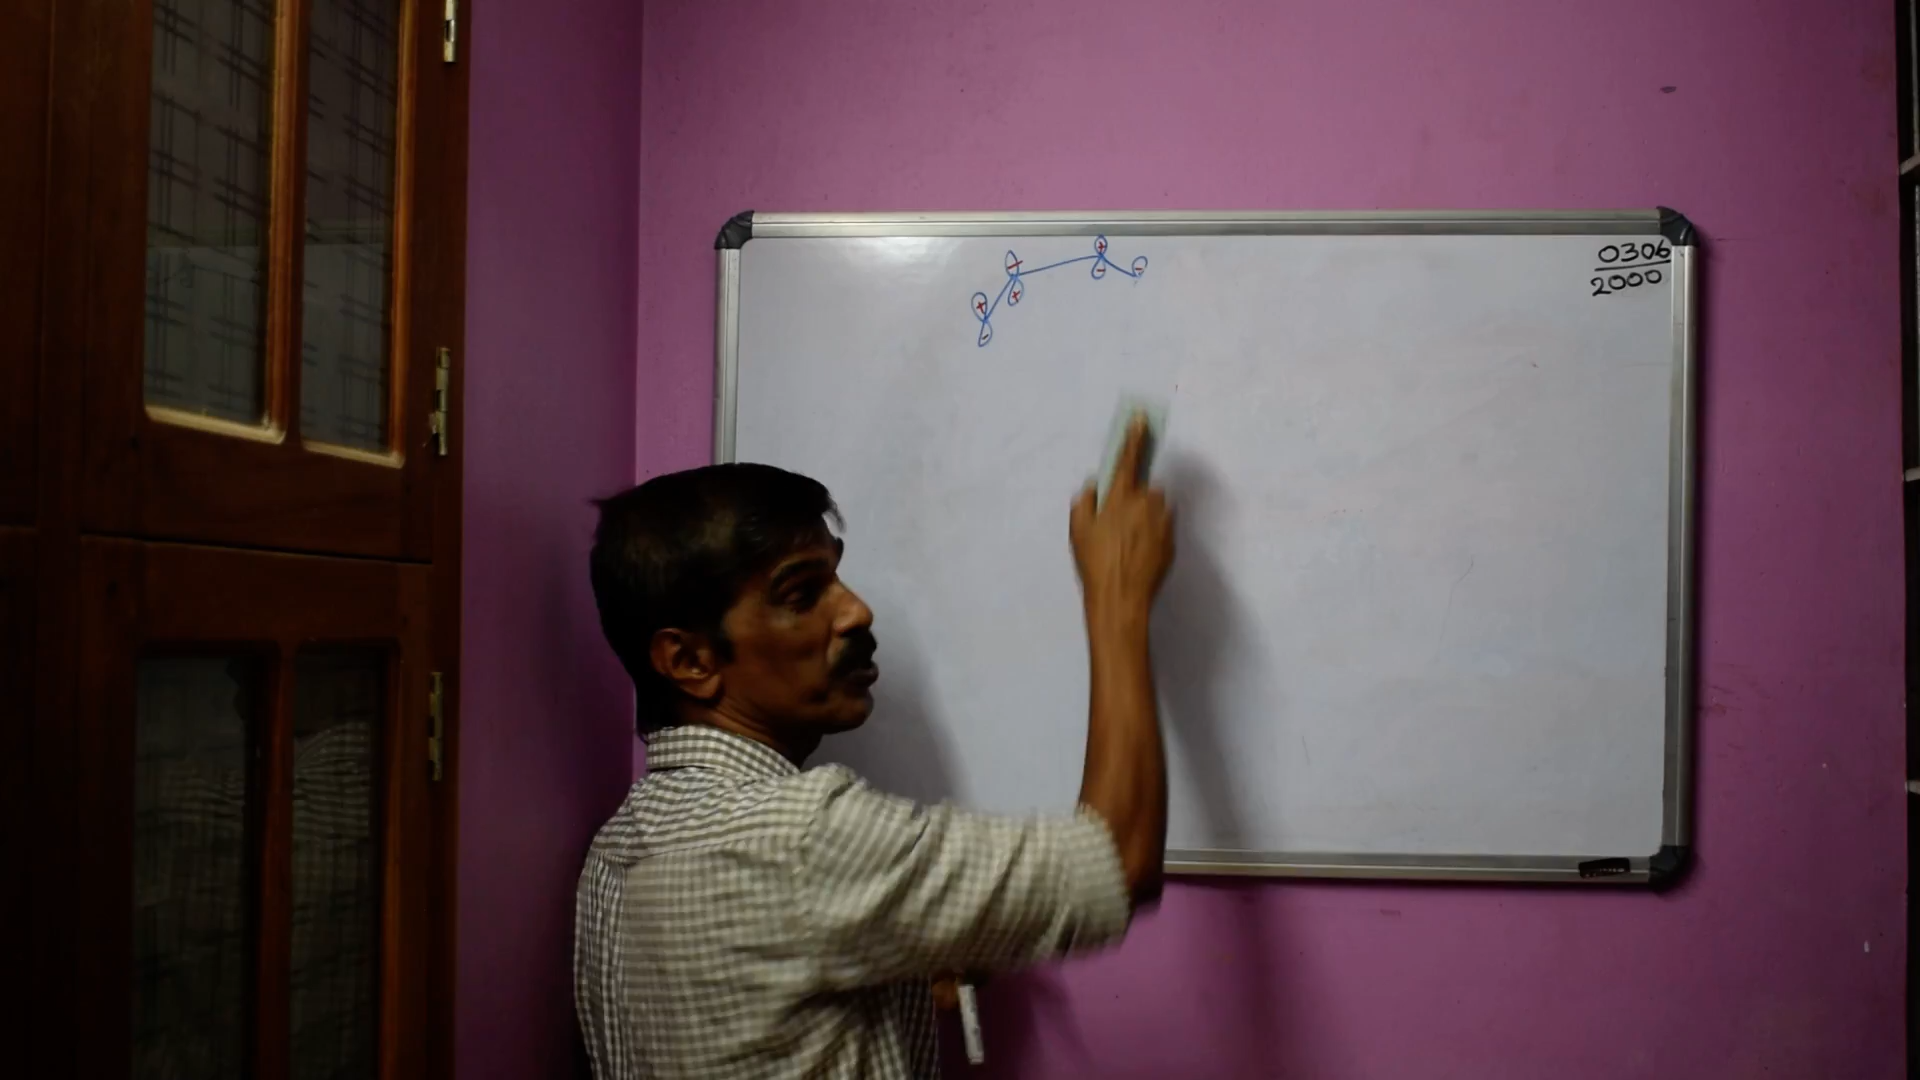 0306
2000
+ - + -
+ - + -